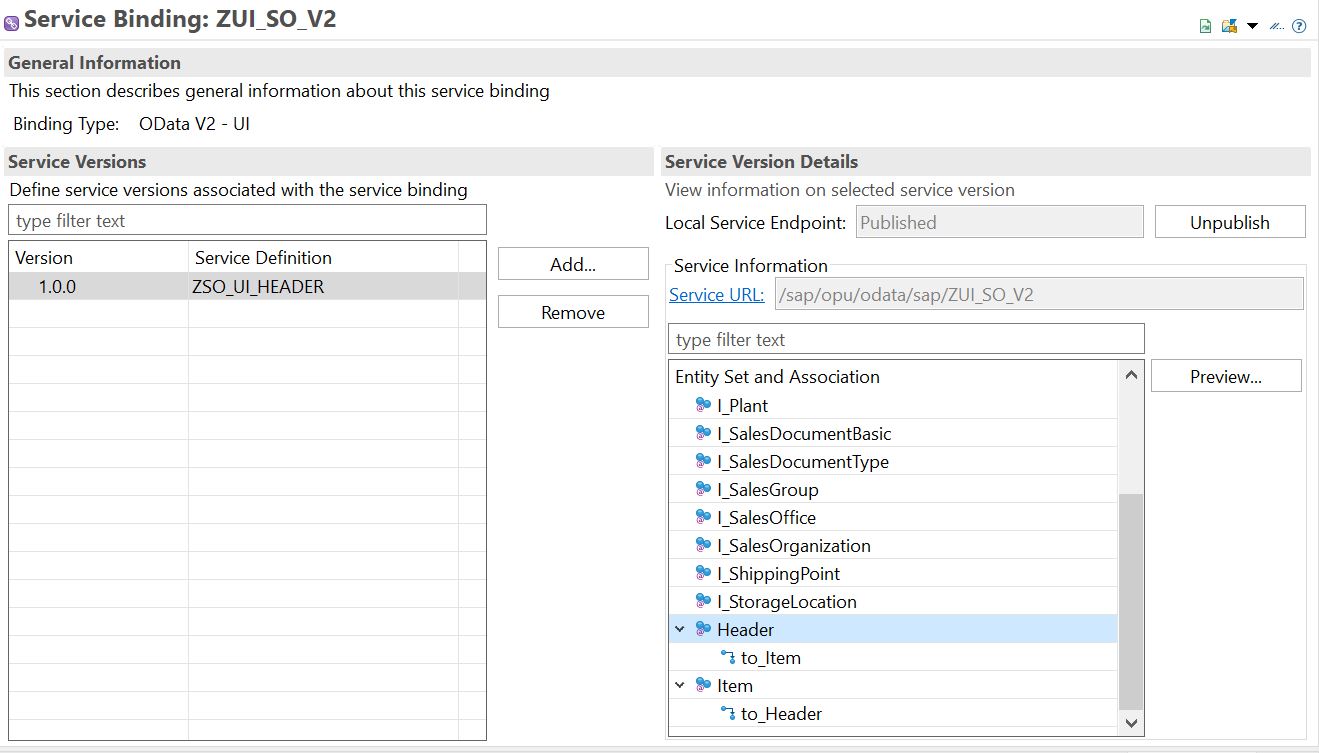 Service Binding: ZUI_SO_V2
General Information
This section describes general information about this service binding
Binding Type: OData V2 - UI
Service Versions
Define service versions associated with the service binding
type filter text
Version Service Definition
1.0.0 ZSO_UI_HEADER
Add...
Remove
Service Version Details
View information on selected service version
Local Service Endpoint: Published Unpublish
Service Information
Service URL: /sap/opu/odata/sap/ZUI_SO_V2
type filter text
Entity Set and Association
Preview...
I_Plant
I_SalesDocumentBasic
I_SalesDocumentType
I_SalesGroup
I_SalesOffice
I_SalesOrganization
I_ShippingPoint
I_StorageLocation
Header
to_Item
Item
to_Header